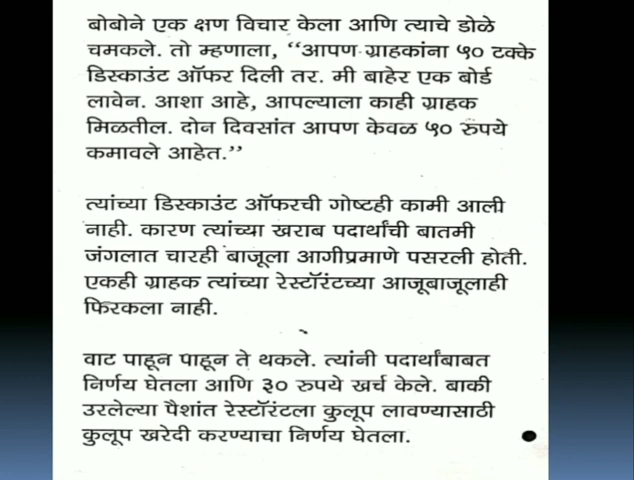 बोबोने एक क्षण विचार केला आणि त्याचे डोळे
चमकले. तो म्हणाला, ‘‘आपण ग्राहकांना ५० टक्के
डिस्काउंट ऑफर दिली तर. मी बाहेर एक बोर्ड
लावेन. आशा आहे, आपल्याला काही ग्राहक
मिळतील. दोन दिवसांत आपण केवळ ५० रुपये
कमावले आहेत.’’
त्यांच्या डिस्काउंट ऑफरची गोष्टही कामी आली
नाही. कारण त्यांच्या खराब पदार्थांची बातमी
जंगलात चारही बाजूला आगीप्रमाणे पसरली होती.
एकही ग्राहक त्यांच्या रेस्टॉरंटच्या आजूबाजूलाही
फिरकला नाही.
वाट पाहून पाहून ते थकले. त्यांनी पदार्थांबाबत
निर्णय घेतला आणि ३० रुपये खर्च केले. बाकी
उरलेल्या पैशांत रेस्टॉरंटला कुलूप लावण्यासाठी
कुलूप खरेदी करण्याचा निर्णय घेतला.